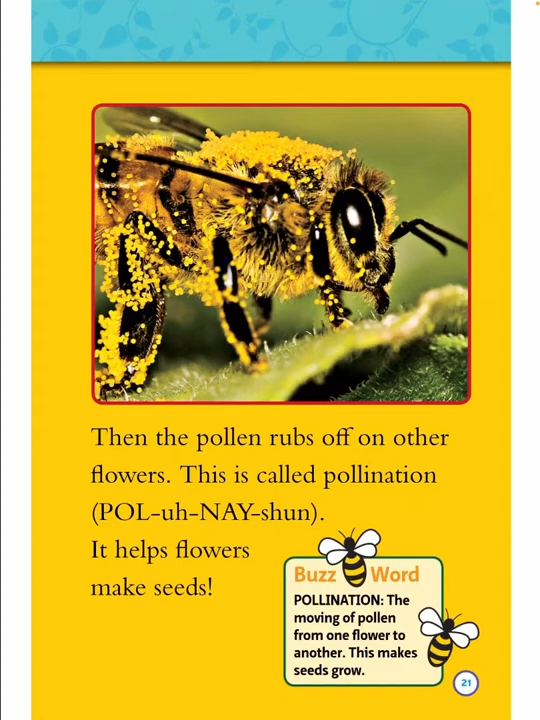 Then the pollen rubs off on other
flowers. This is called pollination
(POL-uh-NAY-shun).
It helps flowers
make seeds!
Buzz Word
POLLINATION: The
moving of pollen
from one flower to
another. This makes
seeds grow.
21